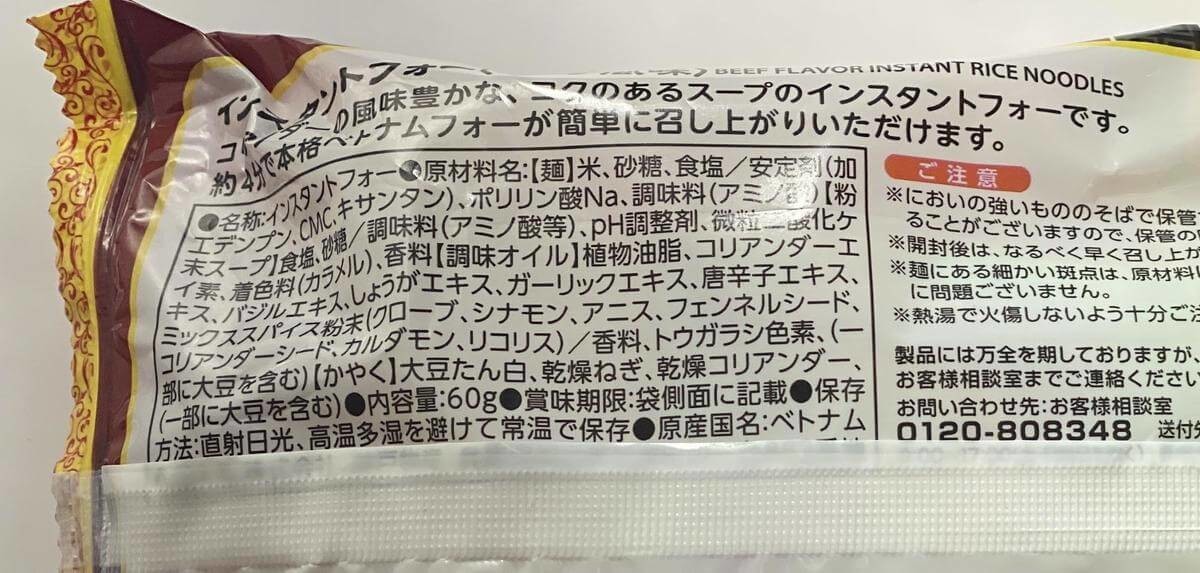 インスタントフォー BEEF FLAVOR INSTANT RICE NOODLES
コリアンダーの風味豊かな、コクのあるスープのインスタントフォーです。
約4分で本格ベトナムフォーが簡単に召し上がりいただけます。
●名称:インスタントフォー●原材料名:【麺】米、砂糖、食塩／安定剤(加
エデンプン、CMC、キサンタン)、ポリリン酸Na、調味料(アミノ酸)【粉
末スープ】食塩、砂糖／調味料(アミノ酸等)、pH調整剤、微粒二酸化ケ
イ素、着色料(カラメル)、香料【調味オイル】植物油脂、コリアンダーエ
キス、バジルエキス、しょうがエキス、ガーリックエキス、唐辛子エキス、
ミックススパイス粉末(クローブ、シナモン、アニス、フェンネルシード、
コリアンダーシード、カルダモン、リコリス)／香料、トウガラシ色素、(一
部に大豆を含む)【かやく】大豆たん白、乾燥ねぎ、乾燥コリアンダー、
(一部に大豆を含む)●内容量:60g●賞味期限:袋側面に記載●保存
方法:直射日光、高温多湿を避けて常温で保存●原産国名:ベトナム
ご注意
※においの強いもののそばで保管
ることがございますので、保管の
※開封後は、なるべく早く召し上が
※麺にある細かい斑点は、原材料
に問題ございません。
※熱湯で火傷しないよう十分ご注
製品には万全を期しておりますが、
お客様相談室までご連絡ください
お問い合わせ先:お客様相談室
0120-808348 送付先